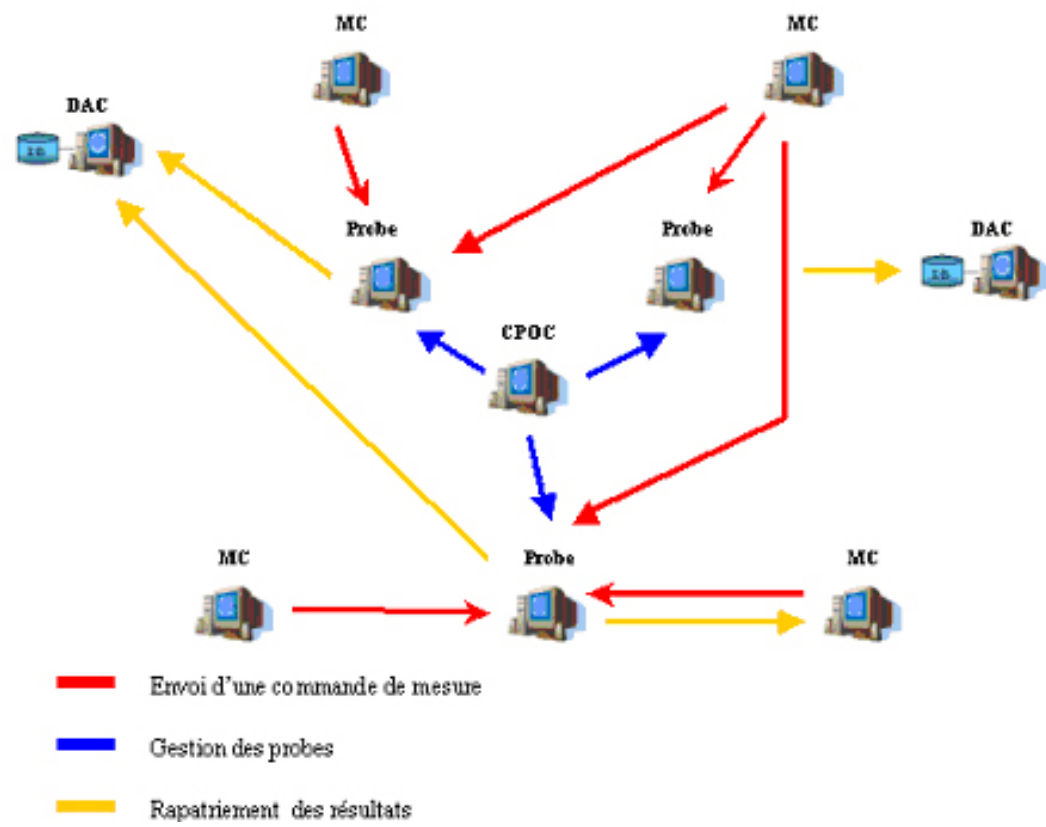 MC
MC
DAC
Probe
Probe
DAC
CPOC
MC
Probe
MC
Envoi d'une commande de mesure
Gestion des probes
Rapatriement des résultats